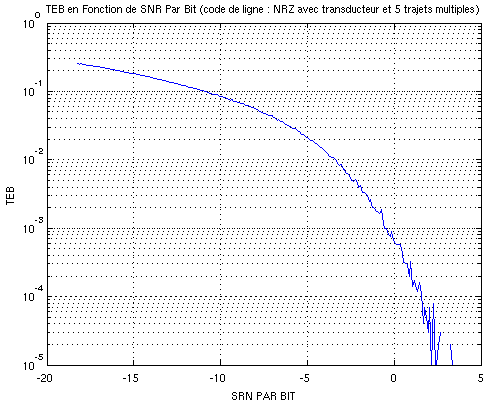 TEB en Fonction de SNR Par Bit (code de ligne : NRZ avec transducteur et 5 trajets multiples)
10^0
10^-1
10^-2
10^-3
10^-4
10^-5
TEB
-20 -15 -10 -5 0 5
SRN PAR BIT